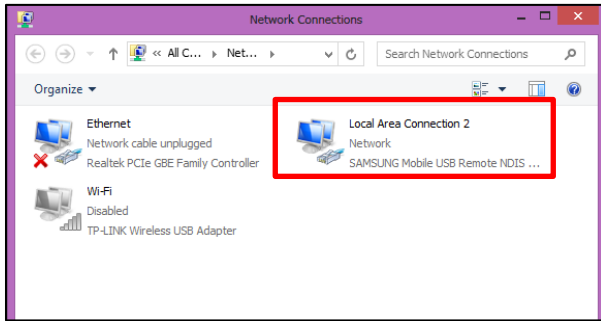 Network Connections
« All C... Net...
Search Network Connections
Organize
Ethernet
Network cable unplugged
Realtek PCIe GBE Family Controller
Local Area Connection 2
Network
SAMSUNG Mobile USB Remote NDIS ...
Wi-Fi
Disabled
TP-LINK Wireless USB Adapter